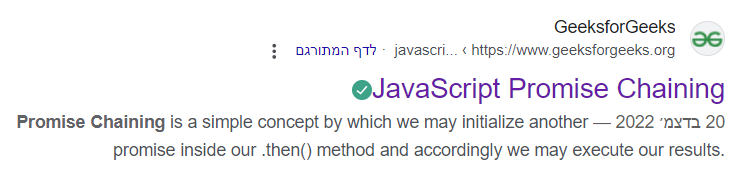 GeeksforGeeks
https://www.geeksforgeeks.org › javascri... · לדף המתורגם
JavaScript Promise Chaining
20 בדצמ׳ 2022 — Promise Chaining is a simple concept by which we may initialize another
promise inside our .then() method and accordingly we may execute our results.